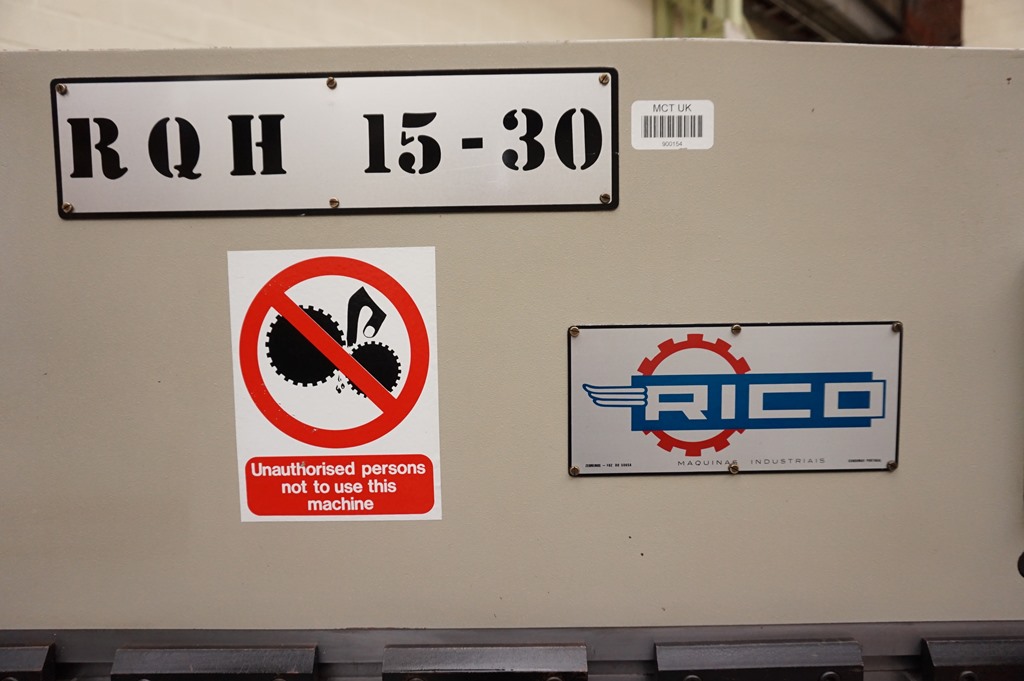 RQH 15-30
MCT UK
900154
Unauthorised persons
not to use this
machine
RICO
MAQUINAS INDUSTRIAIS